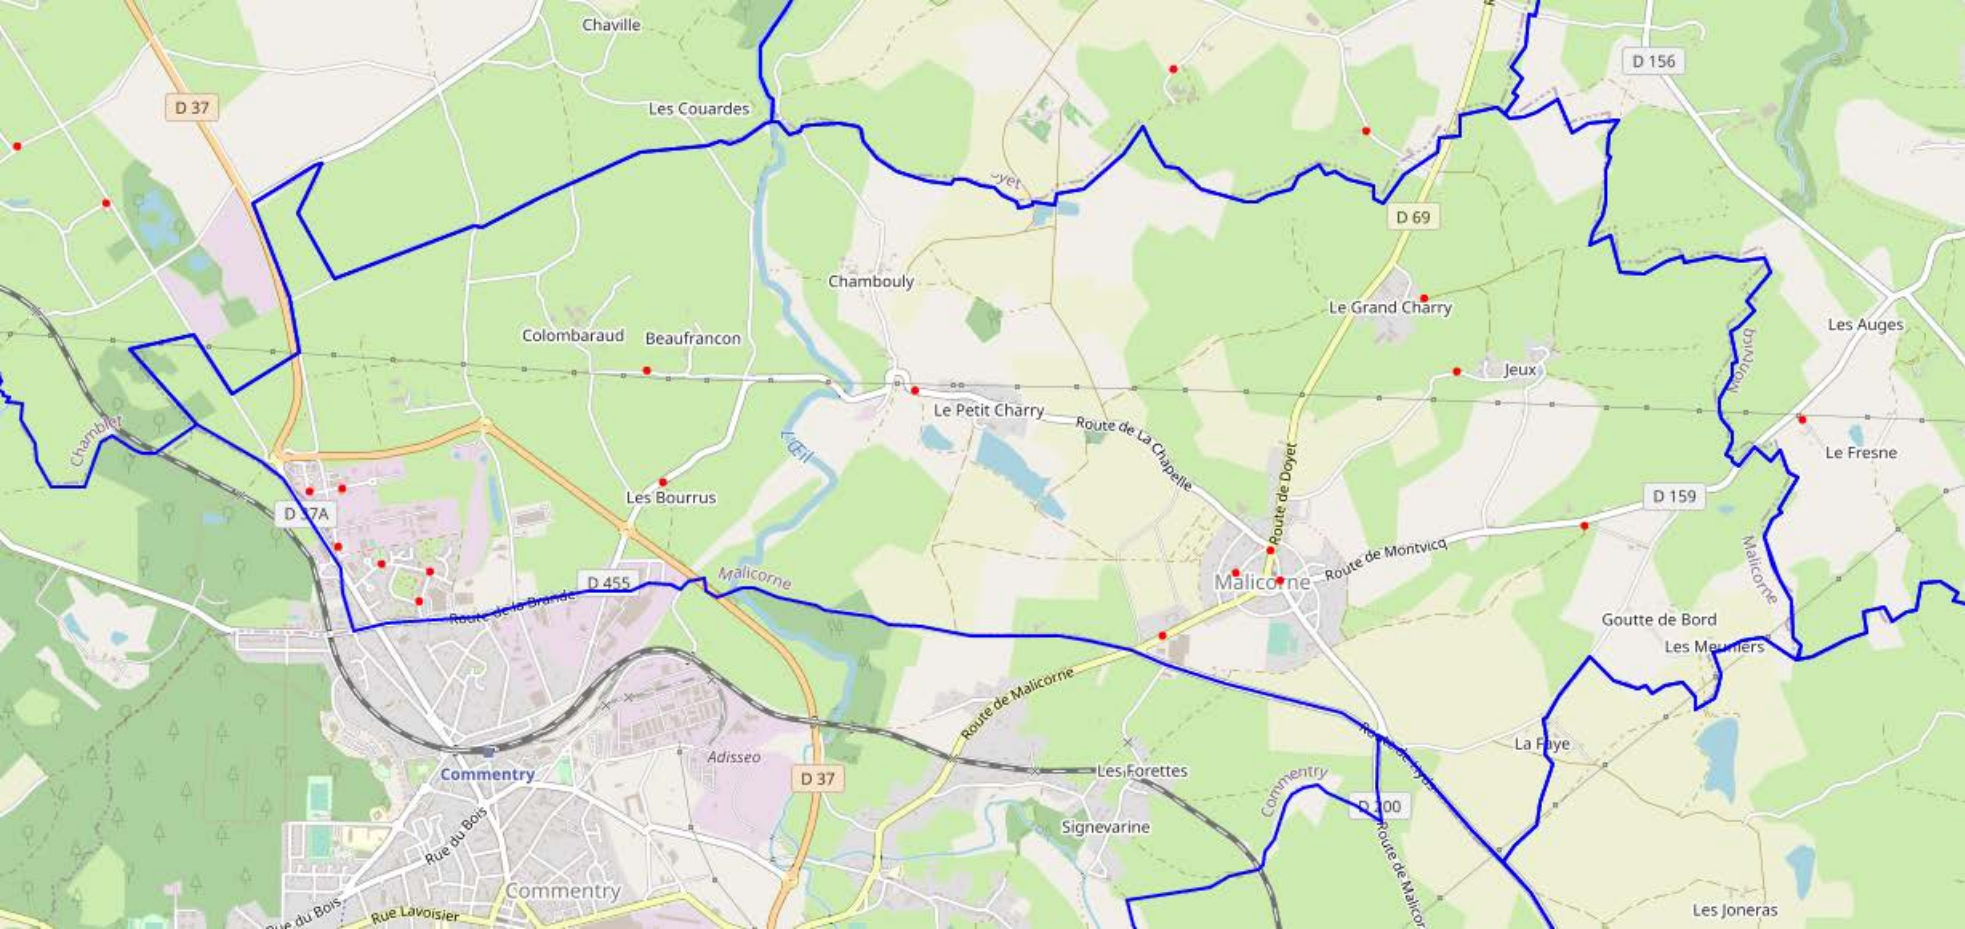 Chaville
D 156
D 37
Les Couardes
D 69
Chambouly
Le Grand Charry
Les Auges
Colombaraud
Beaufrancon
Montvicq
Jeux
Le Petit Charry
Route de La Chapelle
Chamblet
L'Œil
Route de Doyet
Le Fresne
Les Bourrus
D 159
D 37A
Route de Montvicq
Malicorne
D 455
Malicorne
Malicorne
Route de la Brande
Goutte de Bord
Les Meuniers
Route de Malicorne
Route de Hyds
La Faye
Adisseo
Commentry
D 37
Les Forettes
Commentry
D 200
Rue du Bois
Signevarine
Route de Malicor
Commentry
Rue du Bois
Rue Lavoisier
Les Joneras